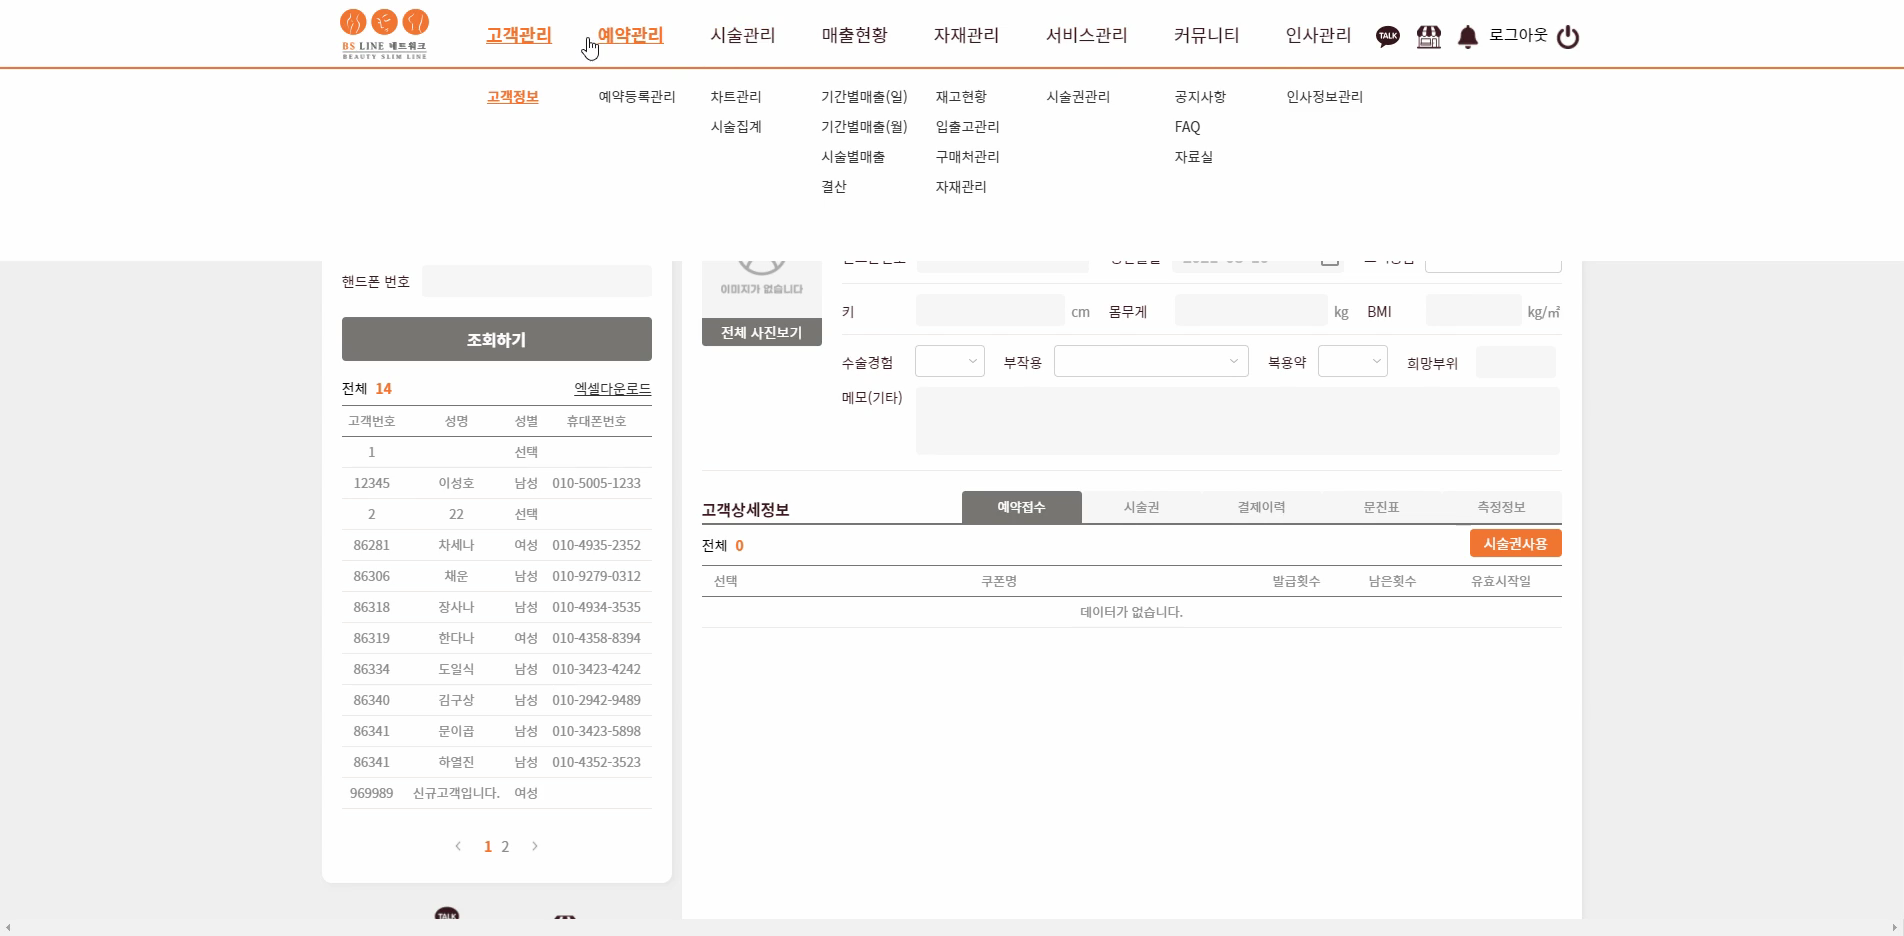 BS LINE 네트워크
BEAUTY SLIM LINE
고객관리 예약관리 시술관리 매출현황 자재관리 서비스관리 커뮤니티 인사관리 TALK 로그아웃
고객정보 예약등록관리 차트관리 기간별매출(일) 재고현황 시술권관리 공지사항 인사정보관리
시술집계 기간별매출(월) 입출고관리 FAQ
시술별매출 구매처관리 자료실
결산 자재관리
핸드폰 번호
조회하기
전체 14 엑셀다운로드
고객번호 성명 성별 휴대폰번호
1 선택
12345 이성호 남성 010-5005-1233
2 22 선택
86281 차세나 여성 010-4935-2352
86306 채운 남성 010-9279-0312
86318 장사나 남성 010-4934-3535
86319 한다나 여성 010-4358-8394
86334 도일식 남성 010-3423-4242
86340 김구상 남성 010-2942-9489
86341 문이곱 남성 010-3423-5898
86341 하열진 남성 010-4352-3523
969989 신규고객입니다. 여성
1 2
TALK
이미지가 없습니다
전체 사진보기
키 cm 몸무게 kg BMI kg/㎡
수술경험 부작용 복용약 희망부위
메모(기타)
고객상세정보 예약접수 시술권 결제이력 문진표 측정정보
전체 0 시술권사용
선택 쿠폰명 발급횟수 남은횟수 유효시작일
데이터가 없습니다.